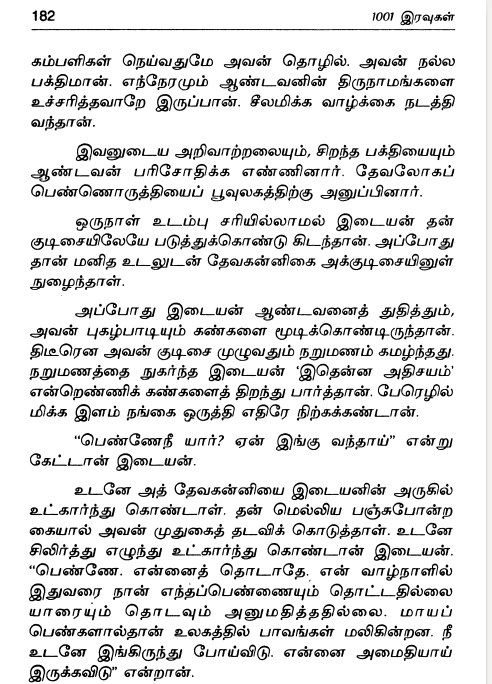 182
1001 இரவுகள்
கம்பளிகள் நெய்வதுமே அவன் தொழில். அவன் நல்ல
பக்திமான். எந்நேரமும் ஆண்டவனின் திருநாமங்களை
உச்சரித்தவாறே இருப்பான். சீலமிக்க வாழ்க்கை நடத்தி
வந்தான்.
இவனுடைய அறிவாற்றலையும், சிறந்த பக்தியையும்
ஆண்டவன் பரிசோதிக்க எண்ணினார். தேவலோகப்
பெண்ணொருத்தியைப் பூவுலகத்திற்கு அனுப்பினார்.
ஒருநாள் உடம்பு சரியில்லாமல் இடையன் தன்
குடிசையிலேயே படுத்துக்கொண்டு கிடந்தான். அப்போது
தான் மனித உடலுடன் தேவகன்னிகை அக்குடிசையினுள்
நுழைந்தாள்.
அப்போது இடையன் ஆண்டவனைத் துதித்தும்,
அவன் புகழ்பாடியும் கண்களை மூடிக்கொண்டிருந்தான்.
திடீரென அவன் குடிசை முழுவதும் நறுமணம் கமழ்ந்தது.
நறுமணத்தை நுகர்ந்த இடையன் ‘இதென்ன அதிசயம்’
என்றெண்ணிக் கண்களைத் திறந்து பார்த்தான். பேரெழில்
மிக்க இளம் நங்கை ஒருத்தி எதிரே நிற்கக்கண்டான்.
“பெண்ணேநீ யார்? ஏன் இங்கு வந்தாய்” என்று
கேட்டான் இடையன்.
உடனே அத் தேவகன்னியை இடையனின் அருகில்
உட்கார்ந்து கொண்டாள். தன் மெல்லிய பஞ்சுபோன்ற
கையால் அவன் முதுகைத் தடவிக் கொடுத்தாள். உடனே
சிலிர்த்து எழுந்து உட்கார்ந்து கொண்டான் இடையன்.
“பெண்ணே. என்னைத் தொடாதே. என் வாழ்நாளில்
இதுவரை நான் எந்தப்பெண்ணையும் தொட்டதில்லை
யாரையும் தொடவும் அனுமதித்ததில்லை. மாயப்
பெண்களால்தான் உலகத்தில் பாவங்கள் மலிகின்றன. நீ
உடனே இங்கிருந்து போய்விடு. என்னை அமைதியாய்
இருக்கவிடு” என்றான்.